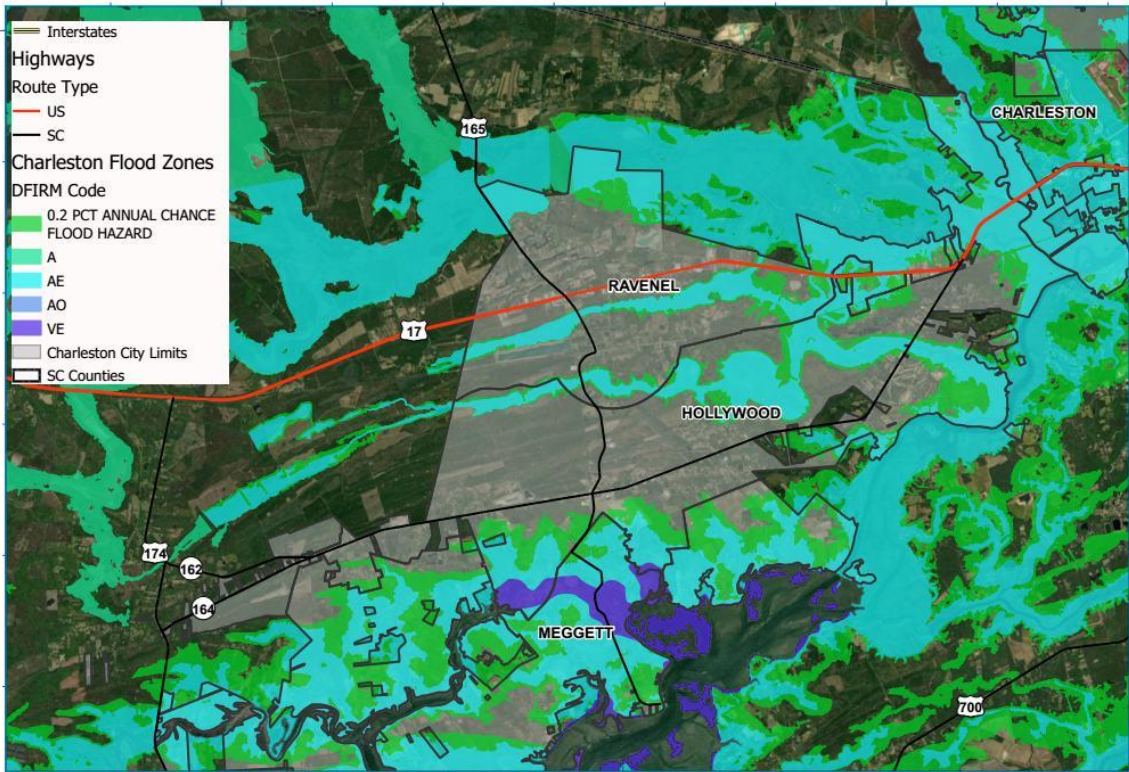 Interstates
Highways
Route Type
US
SC
Charleston Flood Zones
DFIRM Code
0.2 PCT ANNUAL CHANCE
FLOOD HAZARD
A
AE
AO
VE
Charleston City Limits
SC Counties
165
CHARLESTON
RAVENEL
17
HOLLYWOOD
174
162
164
MEGGETT
700